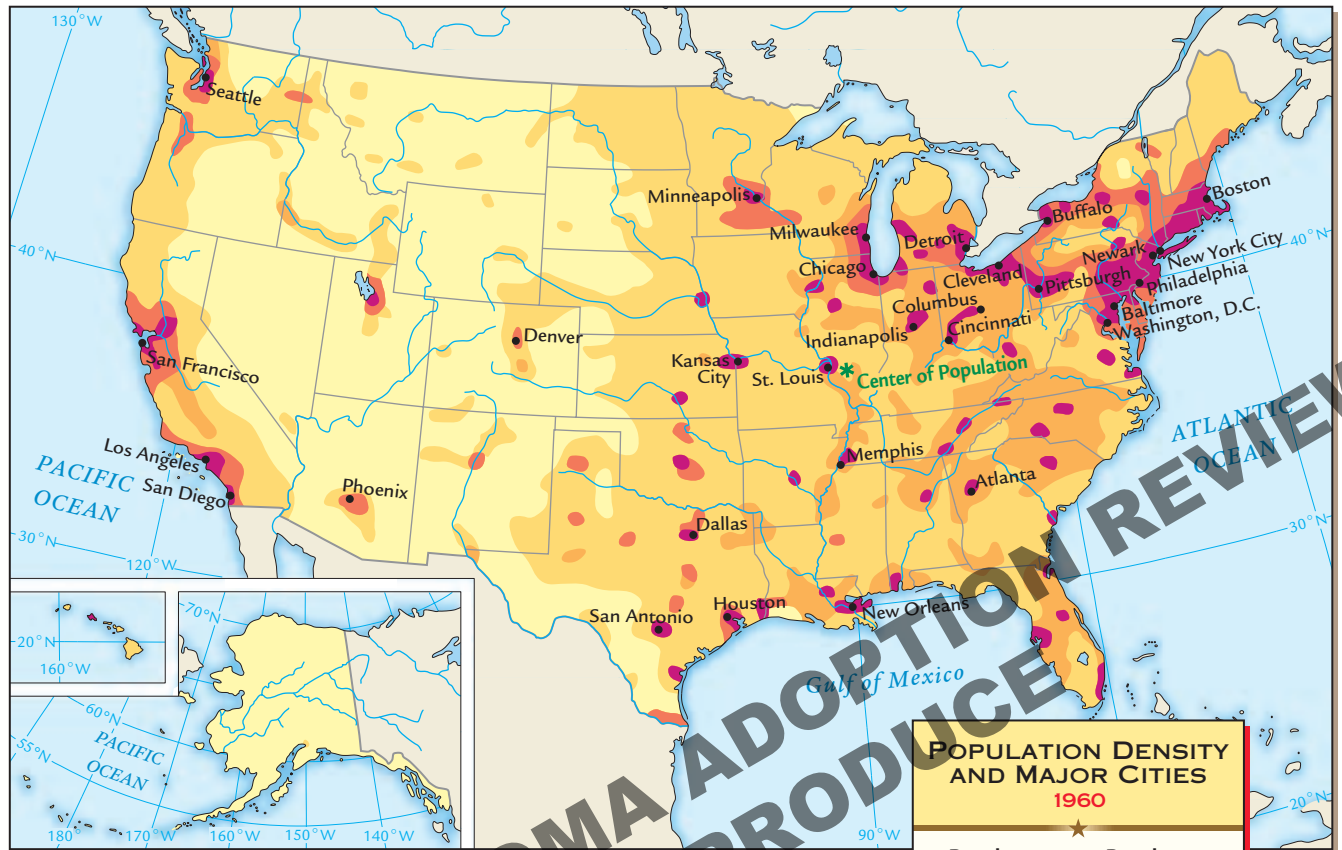 130°W
Seattle
Minneapolis
Milwaukee
Detroit
Chicago
Buffalo
Boston
40°N
40°N
Newark
New York City
Cleveland
Pittsburgh
Philadelphia
Columbus
Baltimore
Washington, D.C.
Indianapolis
Cincinnati
Denver
San Francisco
Kansas
City
St. Louis
* Center of Population
ATLANTIC
OCEAN
Los Angeles
San Diego
PACIFIC
OCEAN
Phoenix
Memphis
Atlanta
Dallas
30°N
30°N
120°W
San Antonio
Houston
New Orleans
Gulf of Mexico
20°N
160°W
70°N
60°N
55°N
PACIFIC
OCEAN
180°
170°W
160°W
150°W
140°W
90°W
20°N
POPULATION DENSITY
AND MAJOR CITIES
1960
OMA ADOPTION REVIEW
PRODUCE